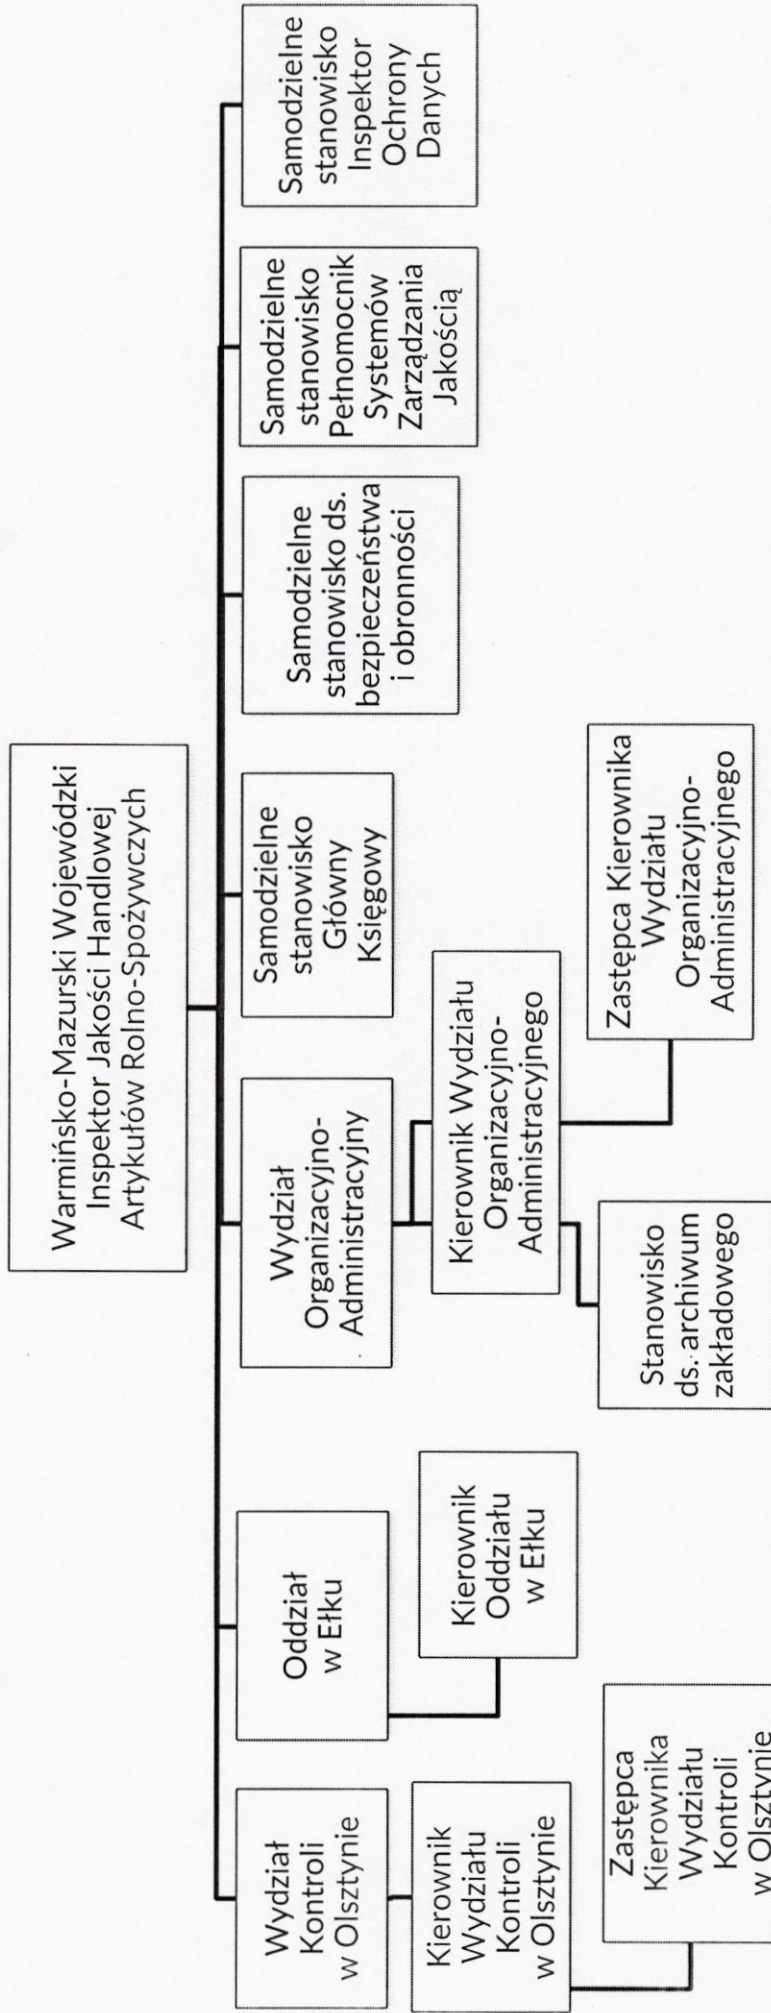 Warmińsko-Mazurski Wojewódzki
Inspektor Jakości Handlowej
Artykułów Rolno-Spożywczych
Wydział
Kontroli
w Olsztynie
Oddział
w Ełku
Wydział
Organizacyjno-
Administracyjny
Samodzielne
stanowisko
Główny
Księgowy
Samodzielne
stanowisko ds.
bezpieczeństwa
i obronności
Samodzielne
stanowisko
Pełnomocnik
Systemów
Zarządzania
Jakością
Samodzielne
stanowisko
Inspektor
Ochrony
Danych
Kierownik
Wydziału
Kontroli
w Olsztynie
Kierownik
Oddziału
w Ełku
Kierownik Wydziału
Organizacyjno-
Administracyjnego
Zastępca
Kierownika
Wydziału
Kontroli
w Olsztynie
Stanowisko
ds. archiwum
zakładowego
Zastępca Kierownika
Wydziału
Organizacyjno-
Administracyjnego